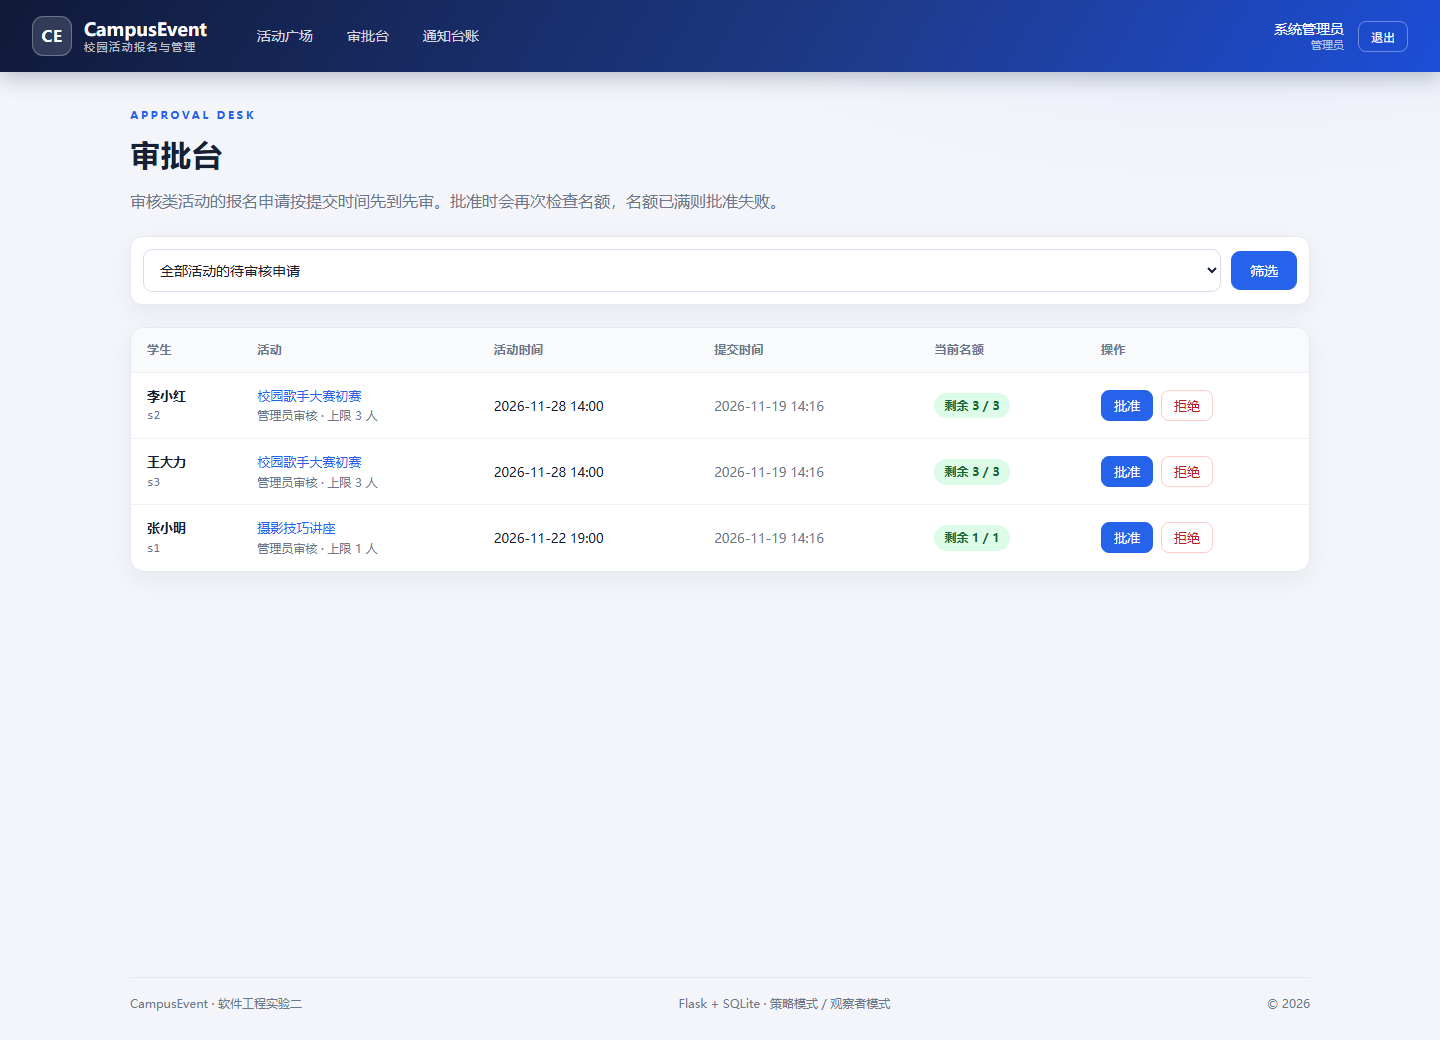 CE
CampusEvent
校园活动报名与管理
活动广场 审批台 通知台账
系统管理员
管理员
退出
APPROVAL DESK
审批台
审核类活动的报名申请按提交时间先到先审。批准时会再次检查名额，名额已满则批准失败。
全部活动的待审核申请
筛选
学生 活动 活动时间 提交时间 当前名额 操作
李小红 校园歌手大赛初赛 2026-11-28 14:00 2026-11-19 14:16 剩余 3 / 3 批准 拒绝
s2 管理员审核 · 上限 3 人
王大力 校园歌手大赛初赛 2026-11-28 14:00 2026-11-19 14:16 剩余 3 / 3 批准 拒绝
s3 管理员审核 · 上限 3 人
张小明 摄影技巧讲座 2026-11-22 19:00 2026-11-19 14:16 剩余 1 / 1 批准 拒绝
s1 管理员审核 · 上限 1 人
CampusEvent · 软件工程实验二 Flask + SQLite · 策略模式 / 观察者模式 © 2026